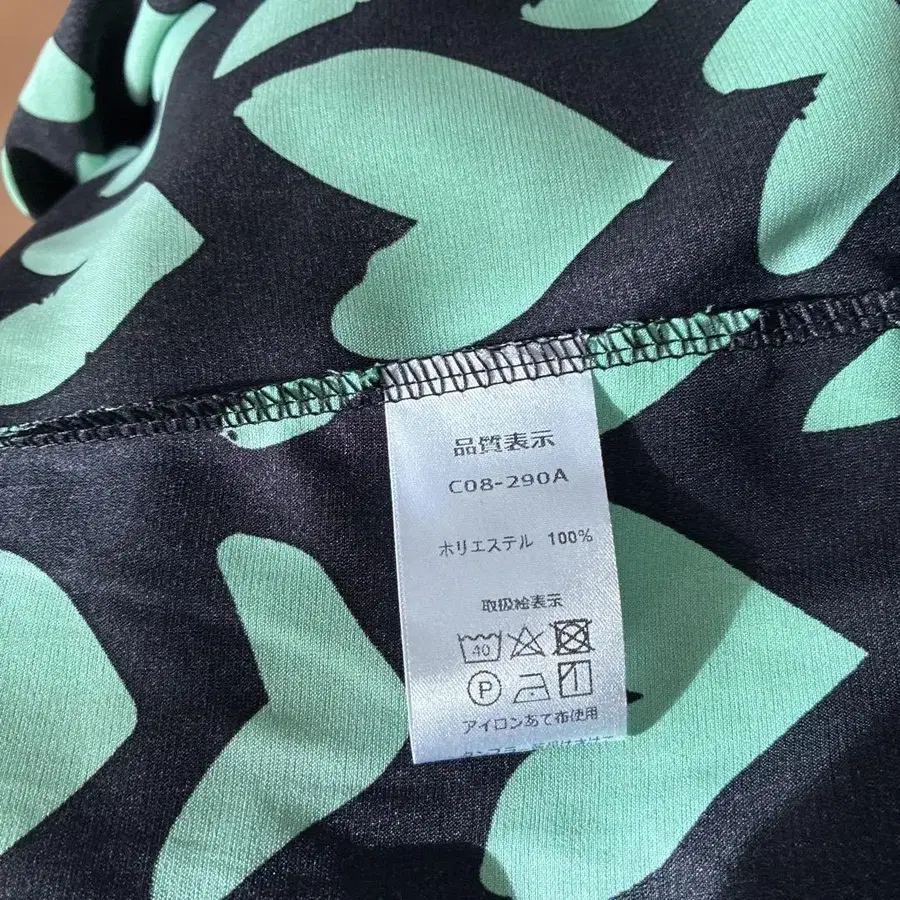 品質表示
C08-290A
ポリエステル 100%
取扱絵表示
40
P
アイロンあて布使用